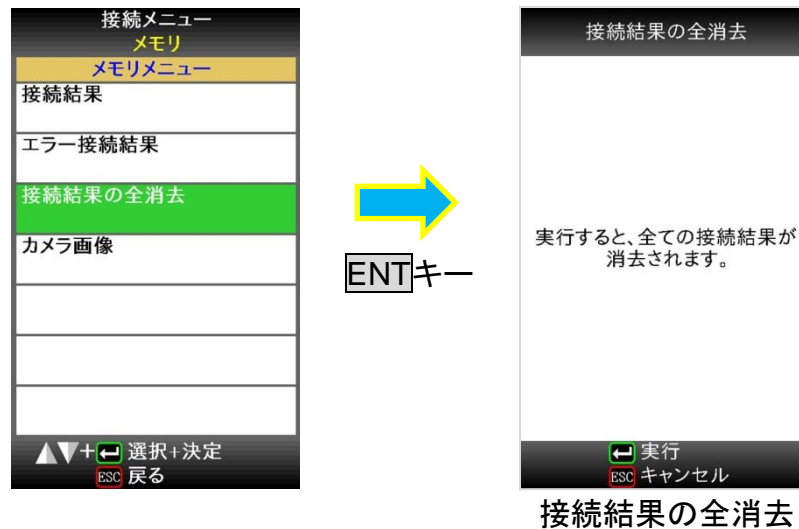 接続メニュー
メモリ
メモリメニュー
接続結果
エラー接続結果
接続結果の全消去
カメラ画像
+ 選択+決定
ESC 戻る
ENTキー
接続結果の全消去
実行すると、全ての接続結果が
消去されます。
実行
ESC キャンセル
接続結果の全消去